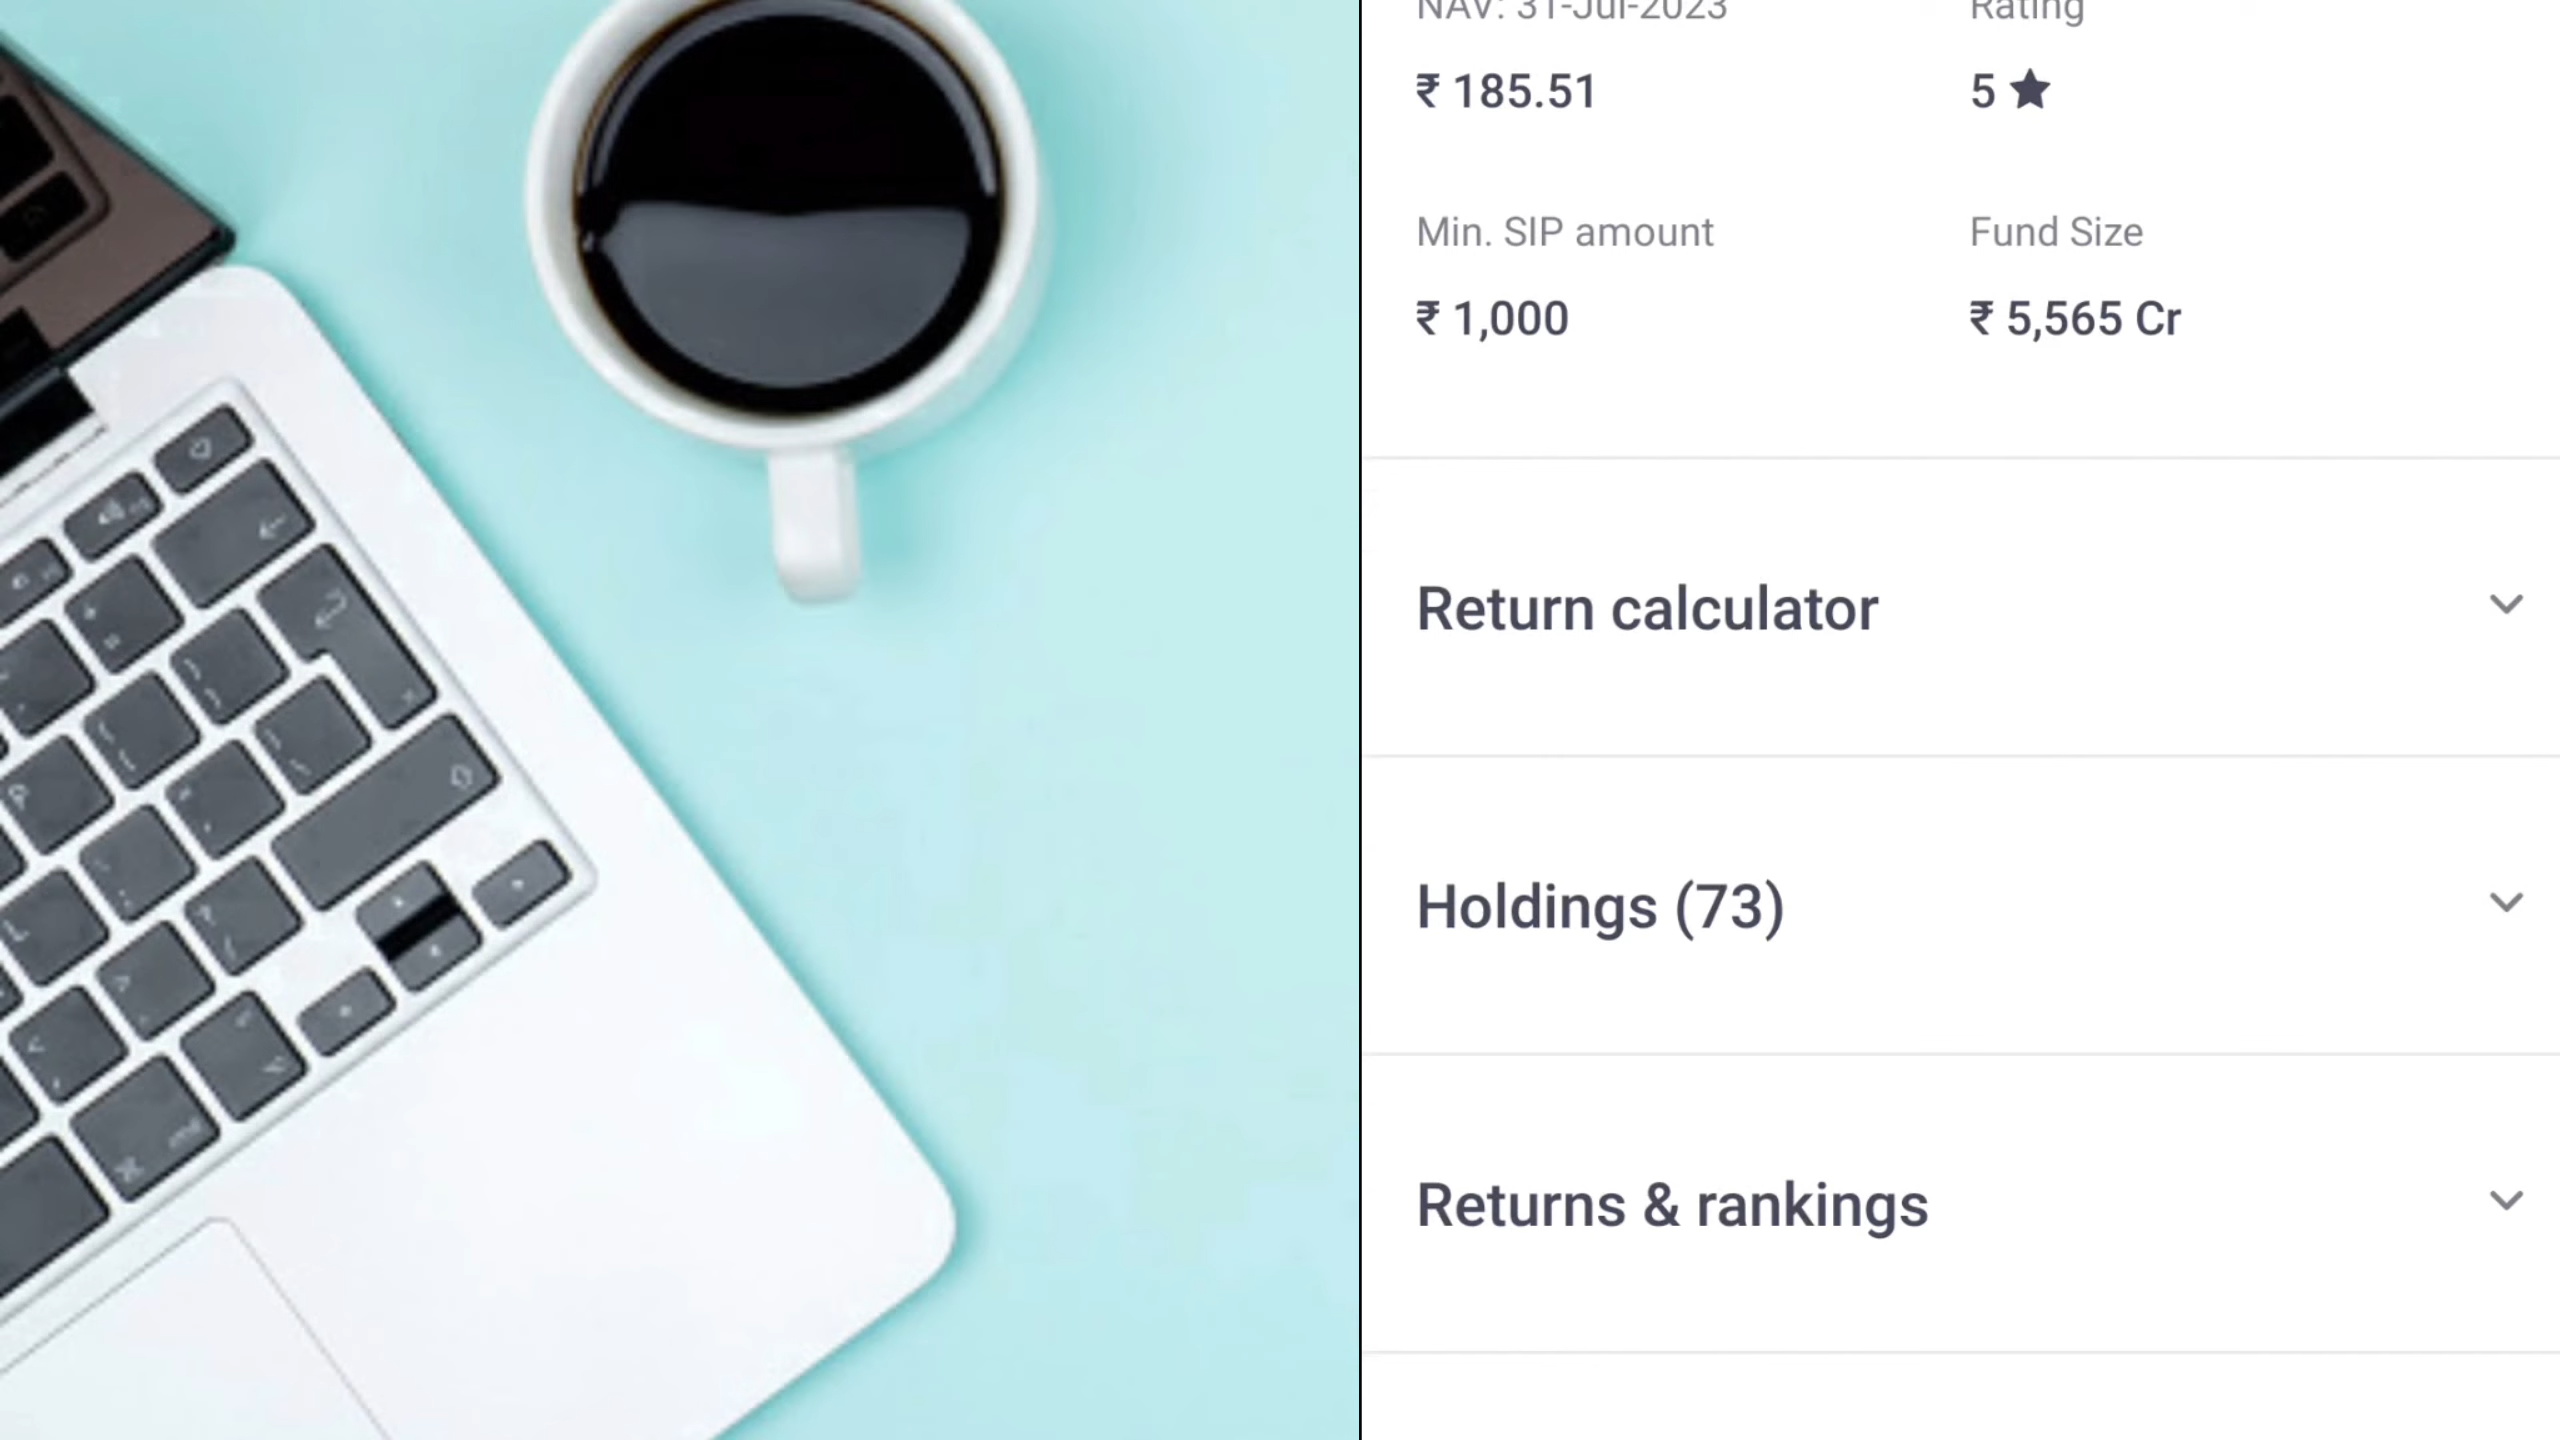 NAV: 31-Jul-2023
Rating
₹ 185.51
5 ★
Min. SIP amount
Fund Size
₹ 1,000
₹ 5,565 Cr
Return calculator
Holdings (73)
Returns & rankings